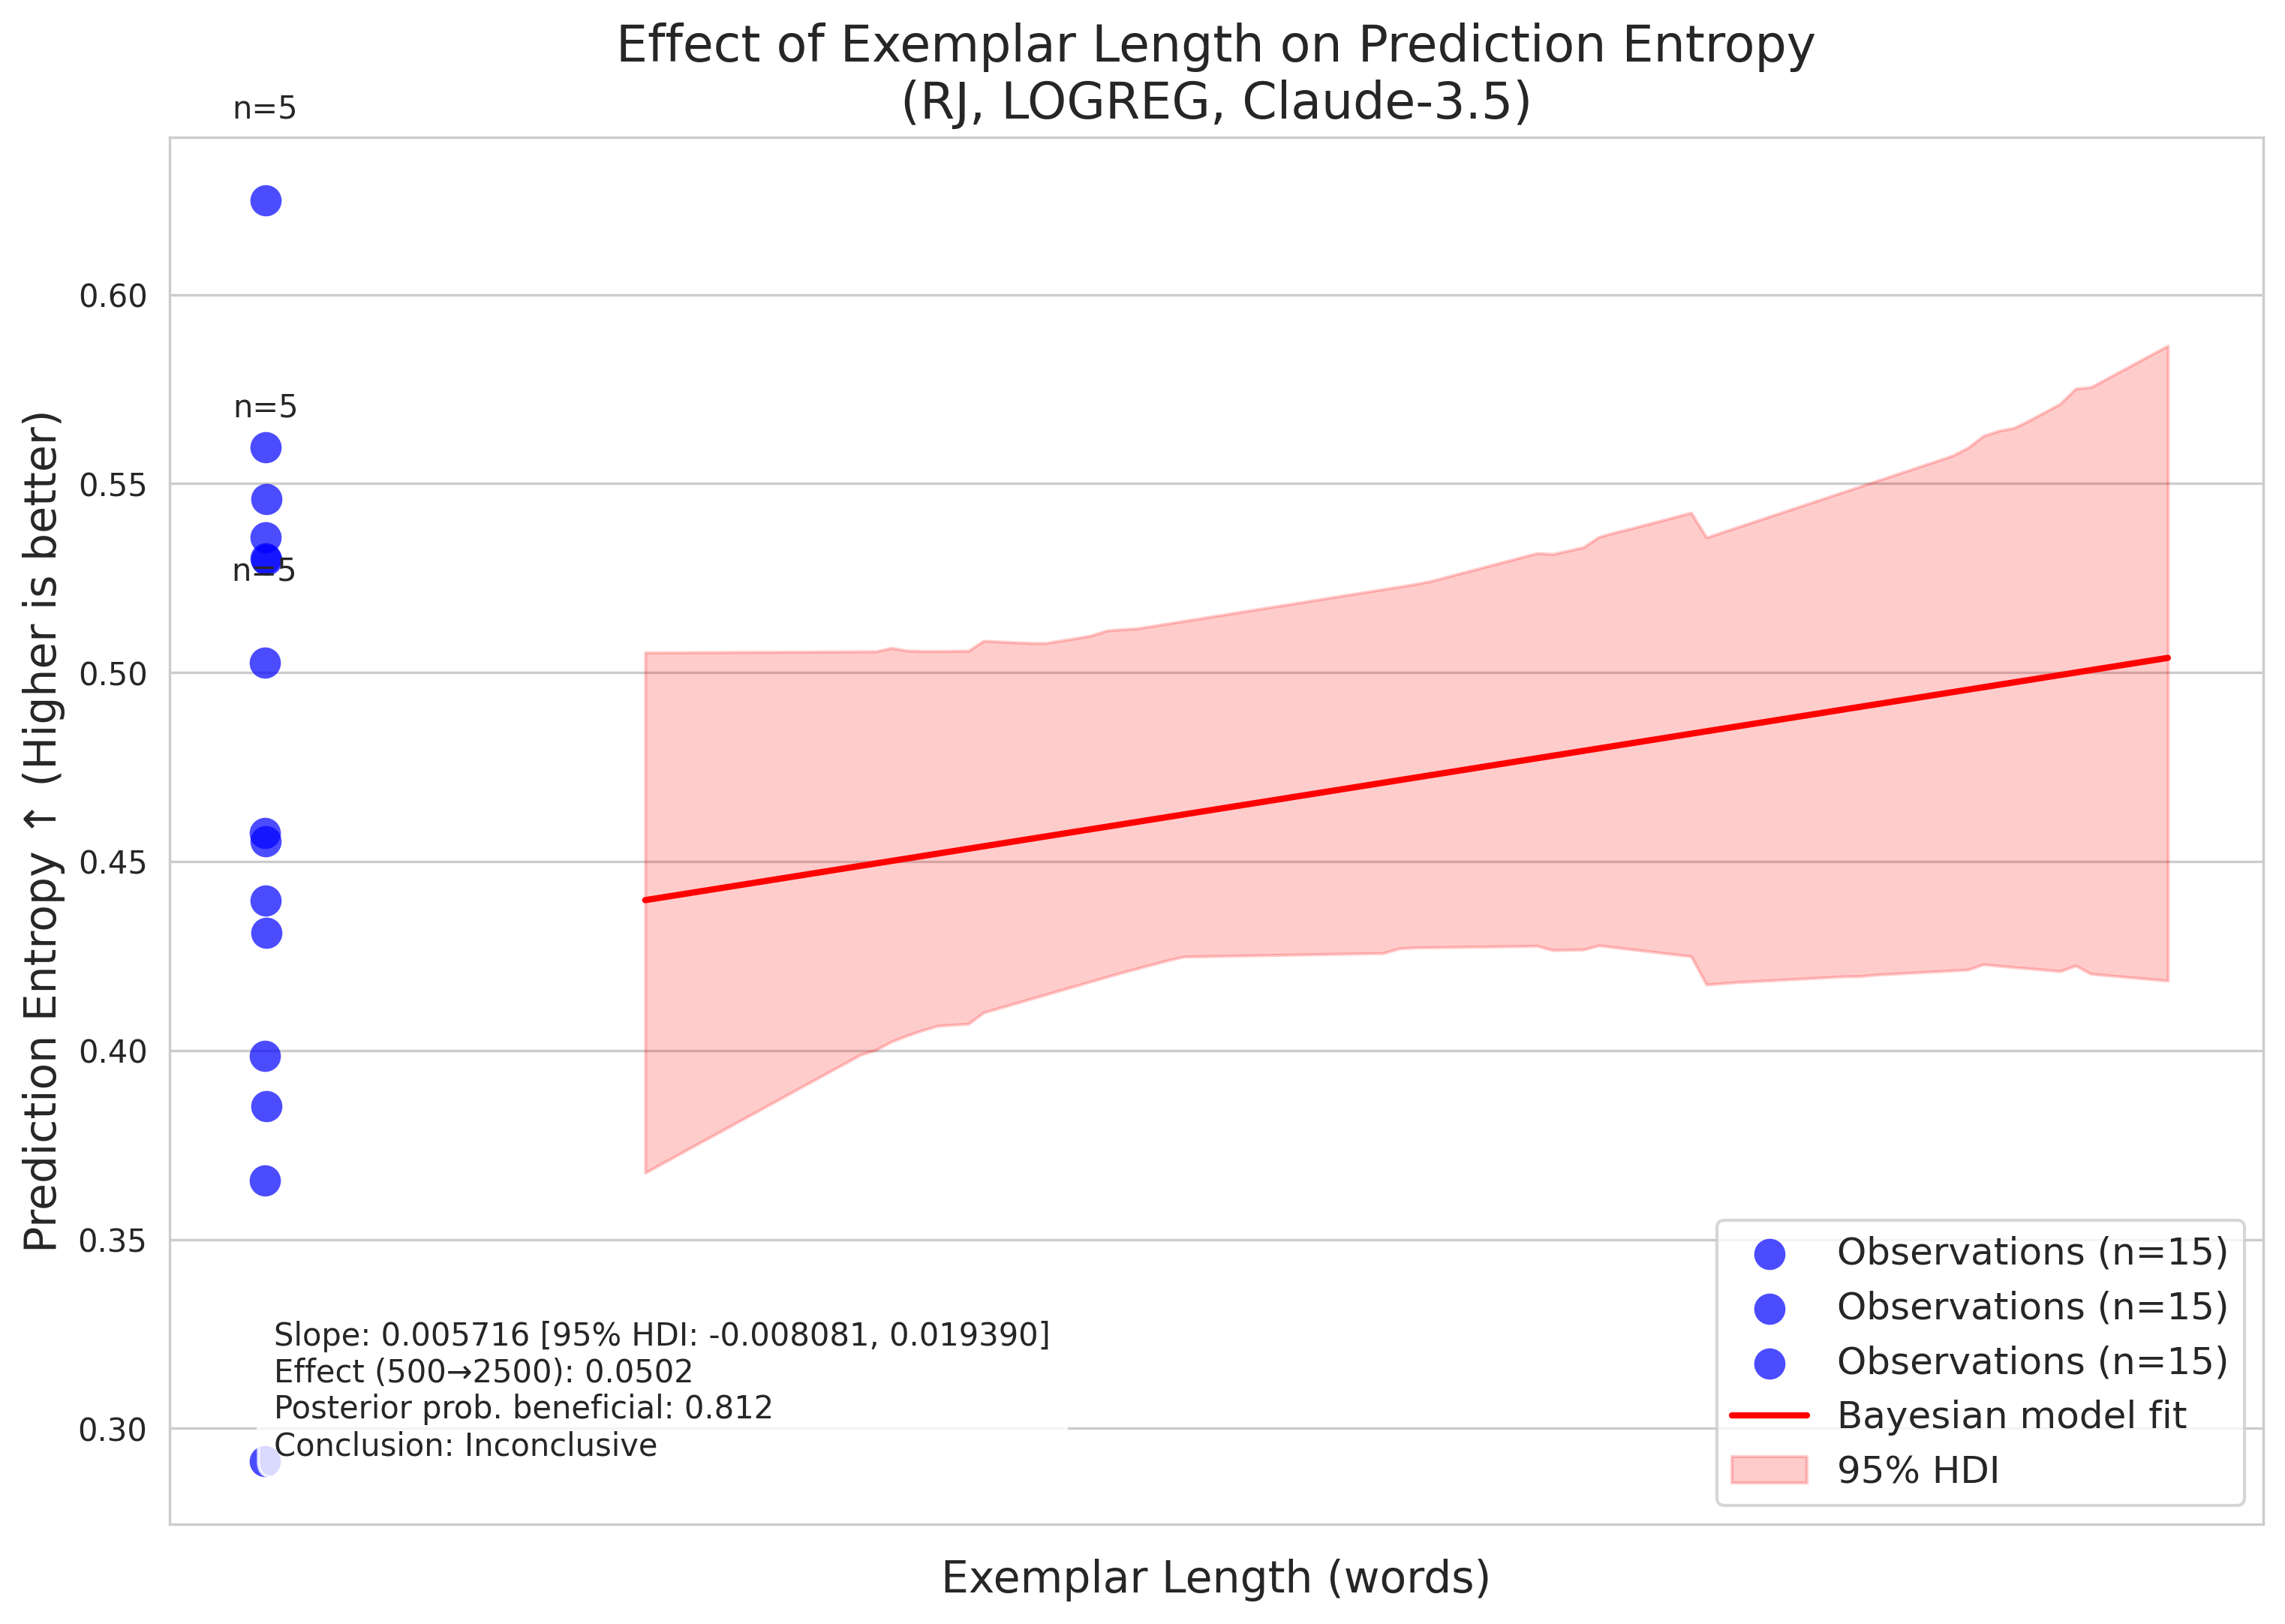 Effect of Exemplar Length on Prediction Entropy
(RJ, LOGREG, Claude-3.5)
n=5
n=5
n=5
Prediction Entropy ↑ (Higher is better)
0.60
0.55
0.50
0.45
0.40
0.35
0.30
Slope: 0.005716 [95% HDI: -0.008081, 0.019390]
Effect (500→2500): 0.0502
Posterior prob. beneficial: 0.812
Conclusion: Inconclusive
Observations (n=15)
Observations (n=15)
Observations (n=15)
Bayesian model fit
95% HDI
Exemplar Length (words)